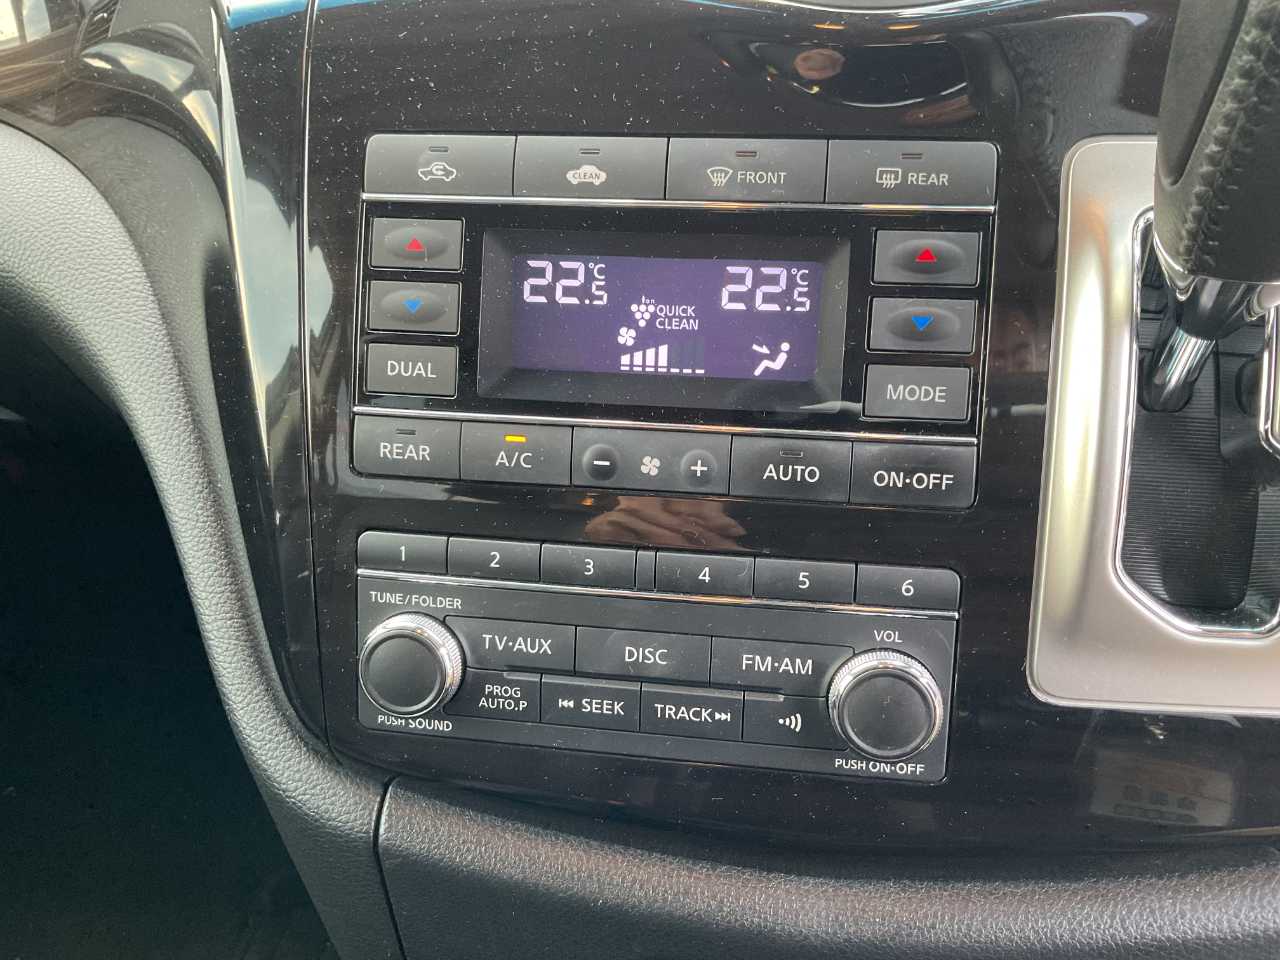 CLEAN
FRONT
REAR
22.5°C
22.5°C
ion
QUICK
CLEAN
DUAL
MODE
REAR
A/C
− +
AUTO
ON·OFF
1 2 3 4 5 6
TUNE/FOLDER
VOL
TV·AUX
DISC
FM·AM
PROG
AUTO.P
SEEK
TRACK
PUSH SOUND
PUSH ON·OFF